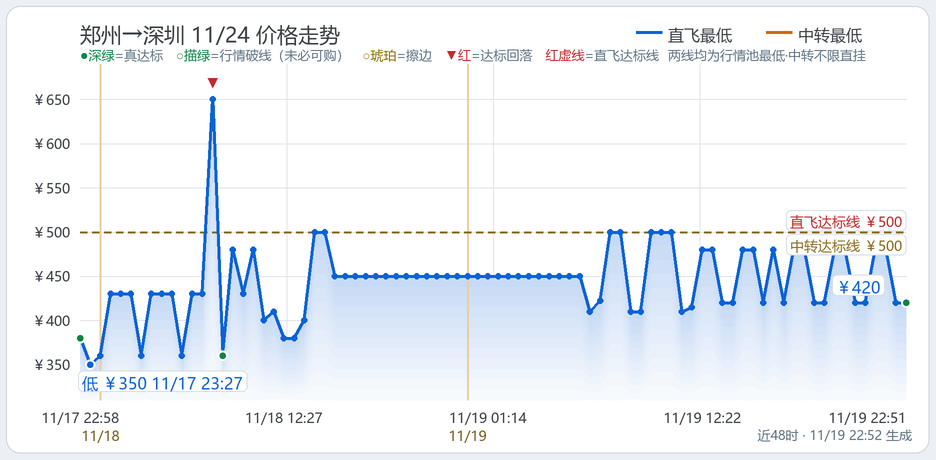 郑州→深圳 11/24 价格走势
直飞最低 中转最低
●深绿=真达标 ○描绿=行情破线（未必可购） ○琥珀=擦边 ▼红=达标回落 红虚线=直飞达标线 两线均为行情池最低·中转不限直挂
¥650
¥600
¥550
¥500
¥450
¥400
¥350
直飞达标线 ¥500
中转达标线 ¥500
¥420
低 ¥350 11/17 23:27
11/17 22:58 11/18 12:27 11/19 01:14 11/19 12:22 11/19 22:51
11/18 11/19
近48时 · 11/19 22:52 生成